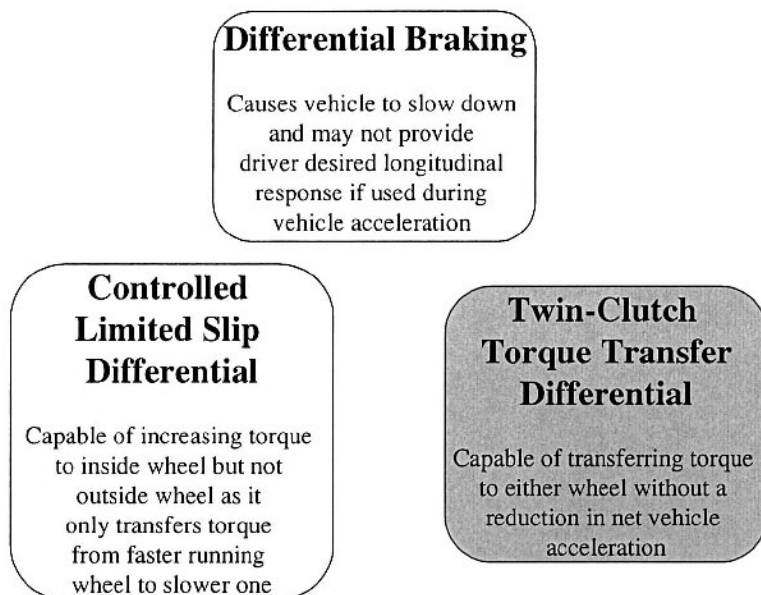 Differential Braking
Causes vehicle to slow down
and may not provide
driver desired longitudinal
response if used during
vehicle acceleration
Controlled
Limited Slip
Differential
Capable of increasing torque
to inside wheel but not
outside wheel as it
only transfers torque
from faster running
wheel to slower one
Twin-Clutch
Torque Transfer
Differential
Capable of transferring torque
to either wheel without a
reduction in net vehicle
acceleration